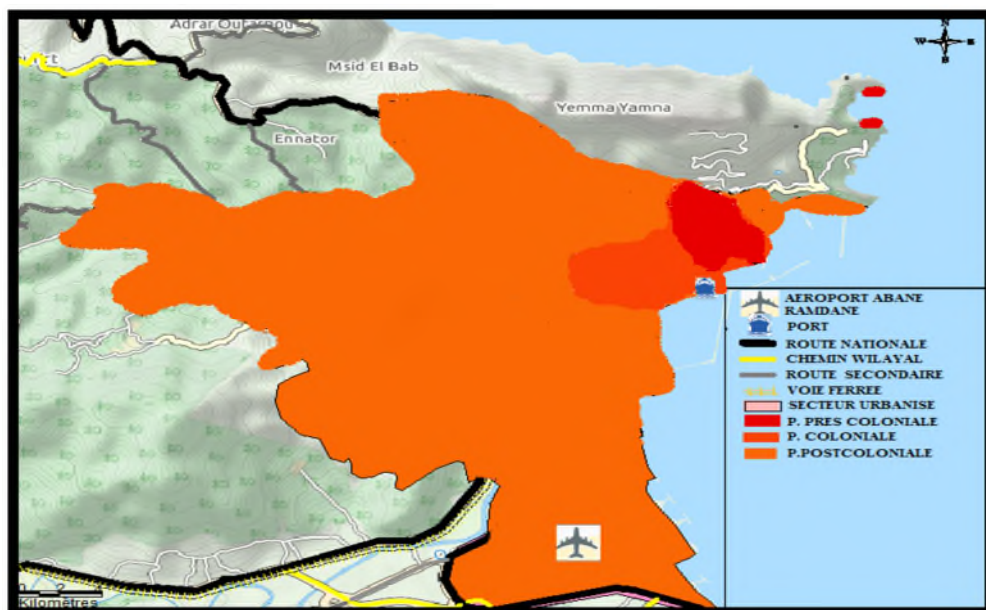 Adrar Outarnou
Msid El Bab
Yemma Yamna
Ennator
N
W E
S
AEROPORT ABANE
RAMDANE
PORT
ROUTE NATIONALE
CHEMIN WILAYAL
ROUTE SECONDAIRE
VOIE FERREE
SECTEUR URBANISE
P. PRES COLONIALE
P. COLONIALE
P.POSTCOLONIALE
Kilomètres